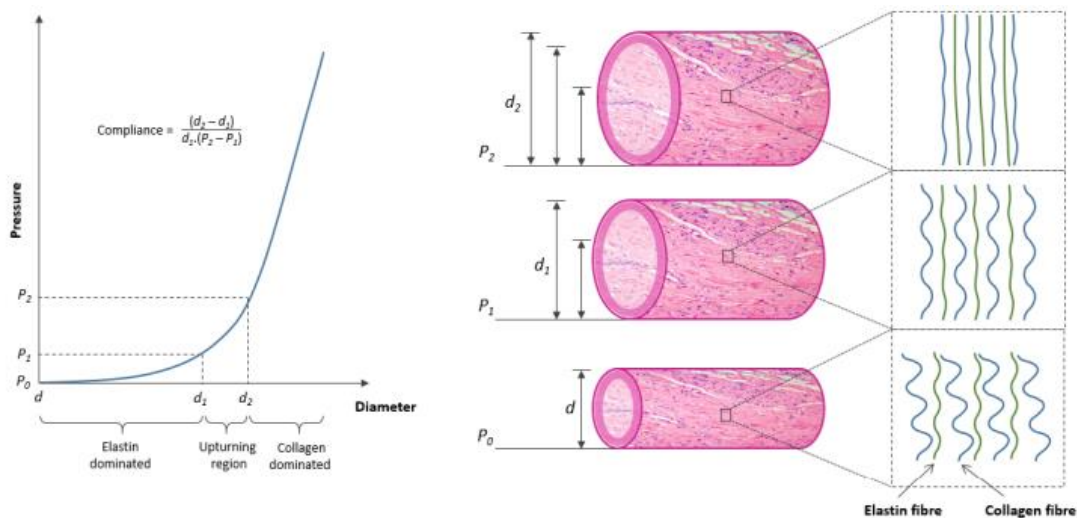 Pressure
Compliance = (d2 – d1)
d1.(P2 – P1)
P2
P1
P0
d
d1
d2
Diameter
Elastin
dominated
Upturning
region
Collagen
dominated
d2
P2
d1
P1
d
P0
Elastin fibre
Collagen fibre